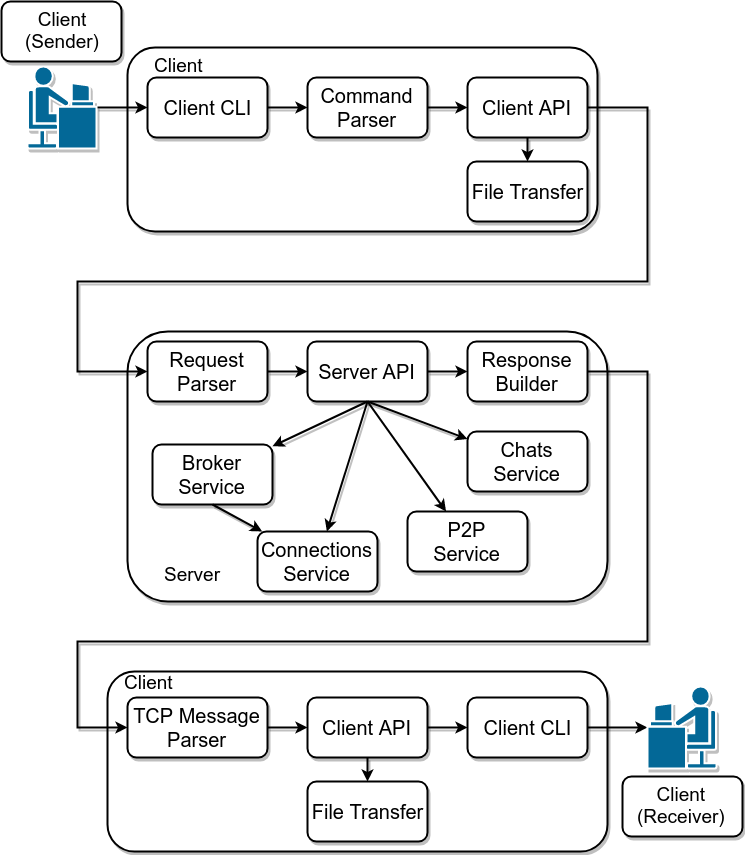 Client
(Sender)
Client
Client CLI
Command
Parser
Client API
File Transfer
Request
Parser
Server API
Response
Builder
Broker
Service
Chats
Service
Connections
Service
P2P
Service
Server
Client
TCP Message
Parser
Client API
Client CLI
File Transfer
Client
(Receiver)